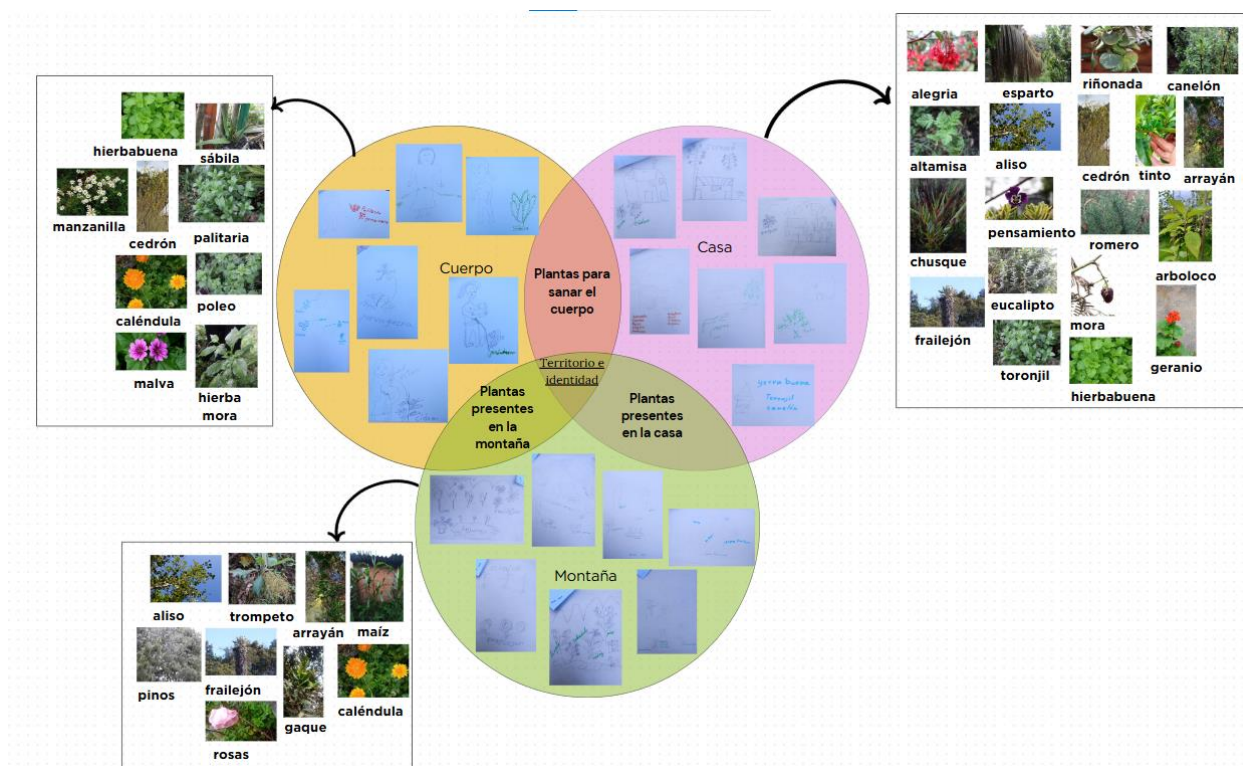 hierbabuena
sábila
manzanilla
cedrón
palitaria
caléndula
poleo
malva
hierba
mora
Cuerpo
Plantas para
sanar el
cuerpo
Casa
Territorio e
identidad
Plantas
presentes
en la
montaña
Plantas
presentes
en la casa
yerva buena
Toronjil
Montaña
alegria
esparto
riñonada
canelón
altamisa
aliso
cedrón
tinto
arrayán
chusque
pensamiento
romero
arboloco
frailejón
eucalipto
mora
toronjil
hierbabuena
geranio
aliso
trompeto
arrayán
maíz
pinos
frailejón
gaque
caléndula
rosas